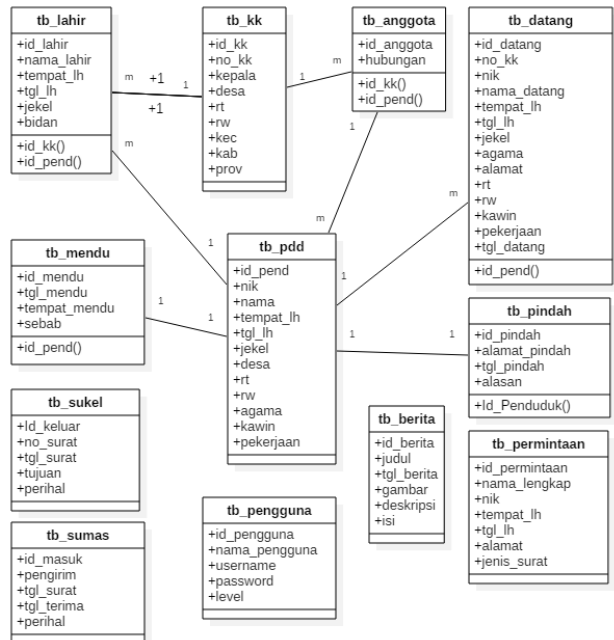 tb_lahir
+id_lahir
+nama_lahir
+tempat_lh
+tgl_lh
+jekel
+bidan
+id_kk()
+id_pend()
m
+1
1
+1
m
tb_kk
+id_kk
+no_kk
+kepala
+desa
+rt
+rw
+kec
+kab
+prov
1
m
tb_anggota
+id_anggota
+hubungan
+id_kk()
+id_pend()
1
m
tb_datang
+id_datang
+no_kk
+nik
+nama_datang
+tempat_lh
+tgl_lh
+jekel
+agama
+alamat
+rt
+rw
+kawin
+pekerjaan
+tgl_datang
+id_pend()
m
1
1
tb_mendu
+id_mendu
+tgl_mendu
+tempat_mendu
+sebab
+id_pend()
1
1
tb_pdd
+id_pend
+nik
+nama
+tempat_lh
+tgl_lh
+jekel
+desa
+rt
+rw
+agama
+kawin
+pekerjaan
1
1
tb_pindah
+id_pindah
+alamat_pindah
+tgl_pindah
+alasan
+Id_Penduduk()
tb_sukel
+Id_keluar
+no_surat
+tgl_surat
+tujuan
+perihal
tb_berita
+id_berita
+judul
+tgl_berita
+gambar
+deskripsi
+isi
tb_permintaan
+id_permintaan
+nama_lengkap
+nik
+tempat_lh
+tgl_lh
+alamat
+jenis_surat
tb_sumas
+id_masuk
+pengirim
+tgl_surat
+tgl_terima
+perihal
tb_pengguna
+id_pengguna
+nama_pengguna
+username
+password
+level